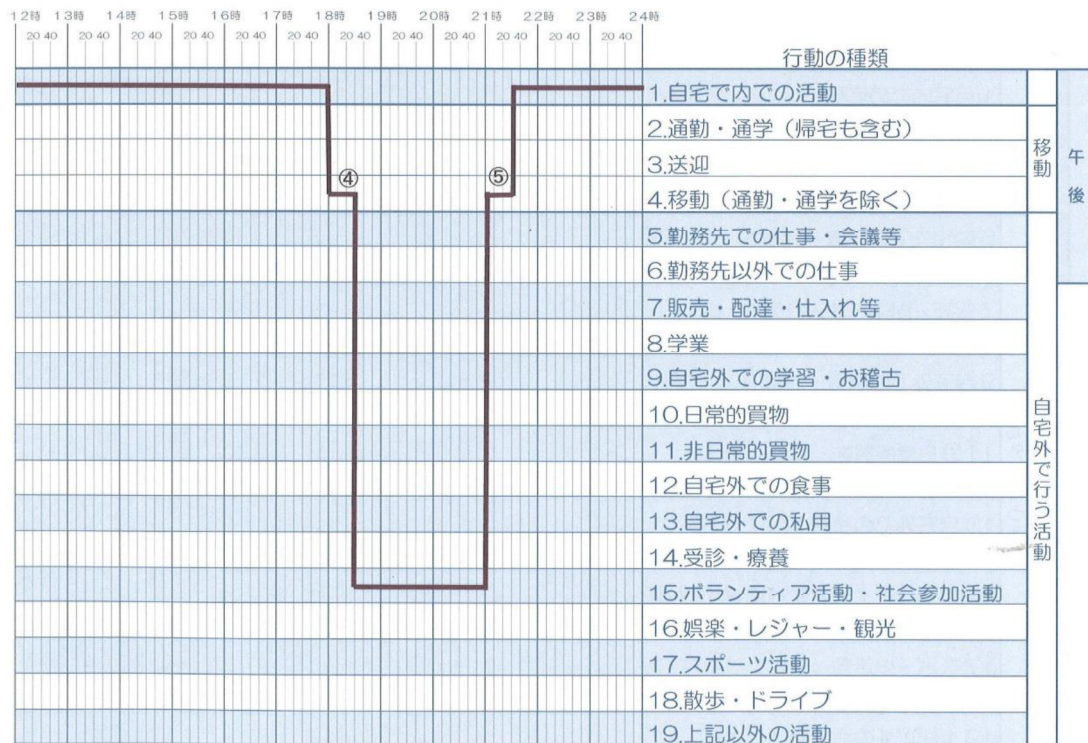 12時 13時 14時 15時 16時 17時 18時 19時 20時 21時 22時 23時 24時
20 40 20 40 20 40 20 40 20 40 20 40 20 40 20 40 20 40 20 40 20 40 20 40
行動の種類
1.自宅で内での活動
2.通勤・通学（帰宅も含む）
3.送迎
④
⑤
4.移動（通勤・通学を除く）
移動
午後
5.勤務先での仕事・会議等
6.勤務先以外での仕事
7.販売・配達・仕入れ等
8.学業
9.自宅外での学習・お稽古
10.日常的買物
11.非日常的買物
12.自宅外での食事
13.自宅外での私用
14.受診・療養
15.ボランティア活動・社会参加活動
16.娯楽・レジャー・観光
17.スポーツ活動
18.散歩・ドライブ
19.上記以外の活動
自宅外で行う活動